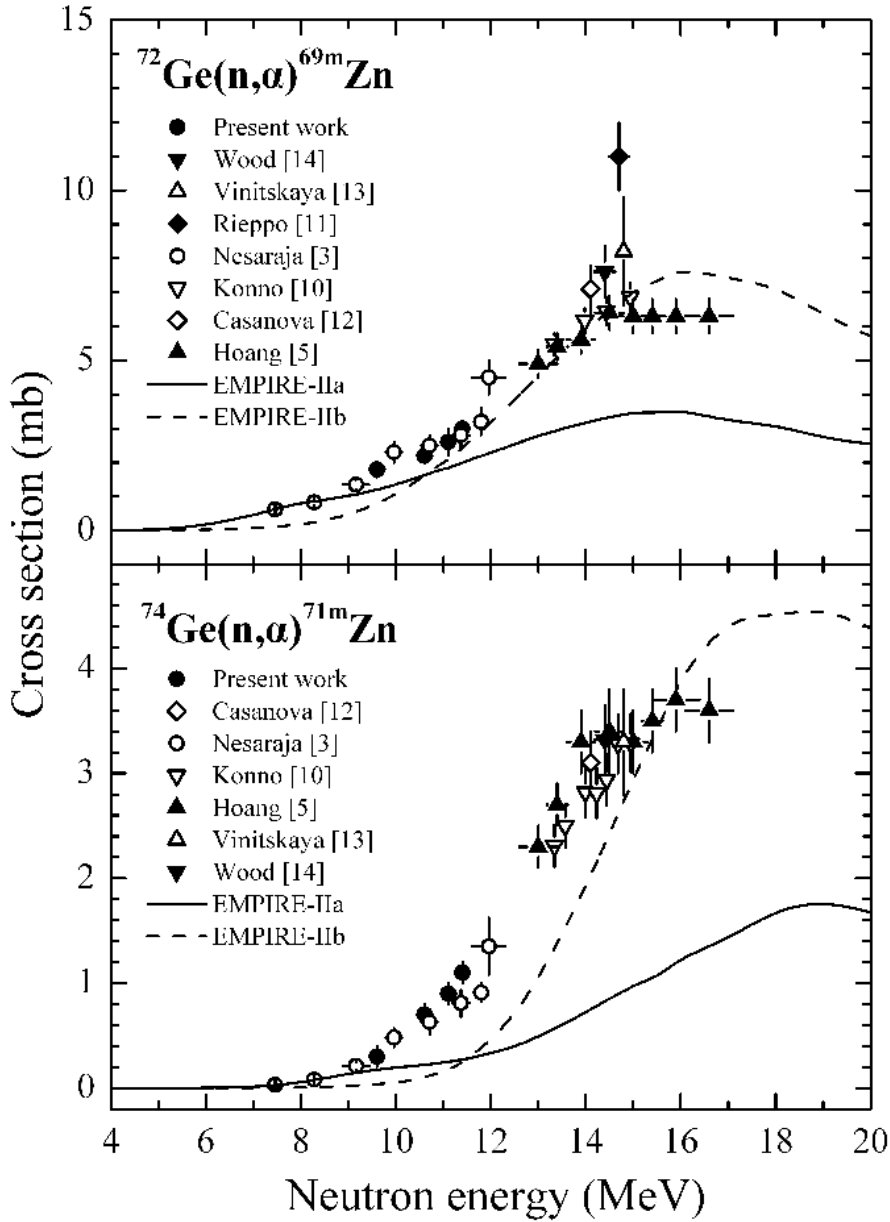 15
10
5
0
⁷²Ge(n,α)⁶⁹ᵐZn
Present work
Wood [14]
Vinitskaya [13]
Rieppo [11]
Nesaraja [3]
Konno [10]
Casanova [12]
Hoang [5]
EMPIRE-IIa
EMPIRE-IIb
Cross section (mb)
4
3
2
1
0
⁷⁴Ge(n,α)⁷¹ᵐZn
Present work
Casanova [12]
Nesaraja [3]
Konno [10]
Hoang [5]
Vinitskaya [13]
Wood [14]
EMPIRE-IIa
EMPIRE-IIb
4 6 8 10 12 14 16 18 20
Neutron energy (MeV)